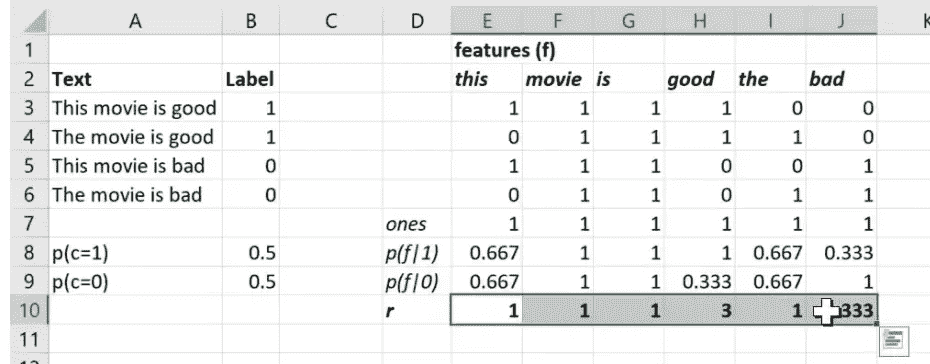 A B C D E F G H I J K
1 features (f)
2 Text Label this movie is good the bad
3 This movie is good 1 1 1 1 1 0 0
4 The movie is good 1 0 1 1 1 1 0
5 This movie is bad 0 1 1 1 0 0 1
6 The movie is bad 0 0 1 1 0 1 1
7 ones 1 1 1 1 1 1
8 p(c=1) 0.5 p(f|1) 0.667 1 1 1 0.667 0.333
9 p(c=0) 0.5 p(f|0) 0.667 1 1 0.333 0.667 1
10 r 1 1 1 3 1 333
11